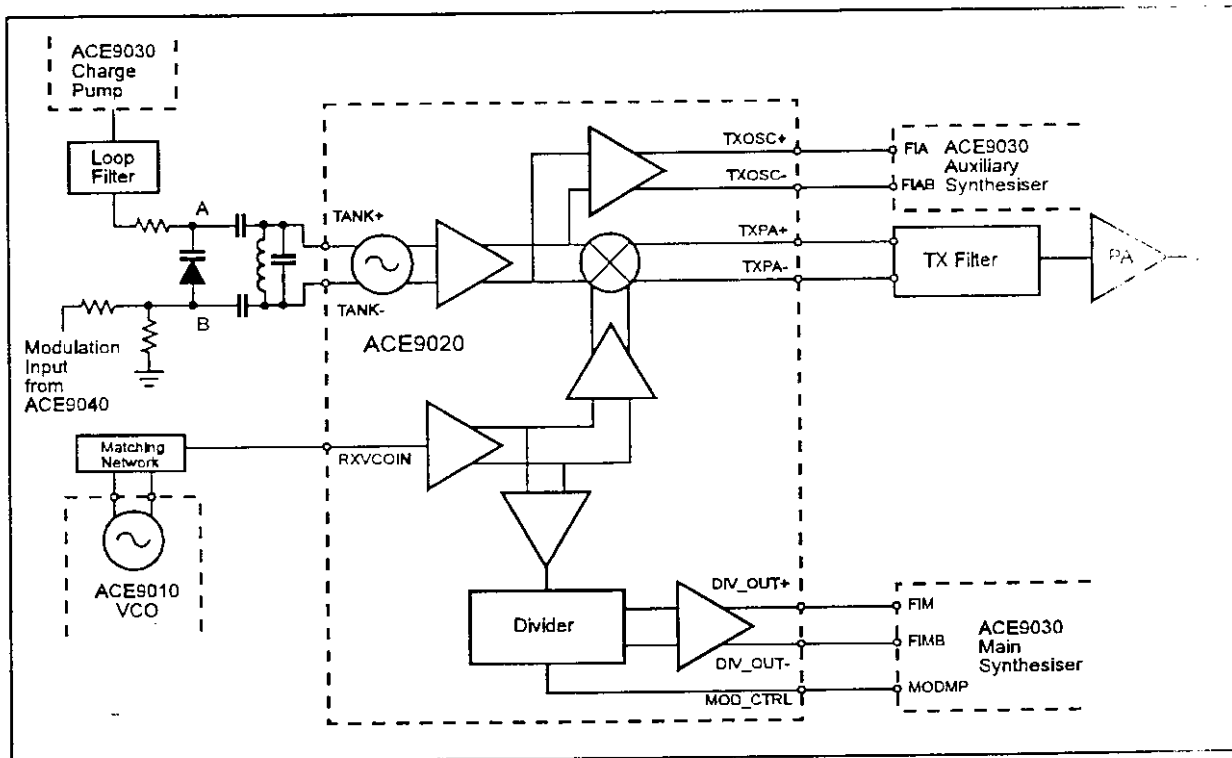 ACE9030
Charge
Pump
Loop
Filter
A
B
TANK+
TANK-
Modulation
Input
from
ACE9040
ACE9020
TXOSC+
TXOSC-
TXPA+
TXPA-
FIA
FIAB
ACE9030
Auxiliary
Synthesiser
TX Filter
PA
Matching
Network
RXVCOIN
ACE9010
VCO
Divider
DIV_OUT+
DIV_OUT-
MOD_CTRL
FIM
FIMB
MODMP
ACE9030
Main
Synthesiser